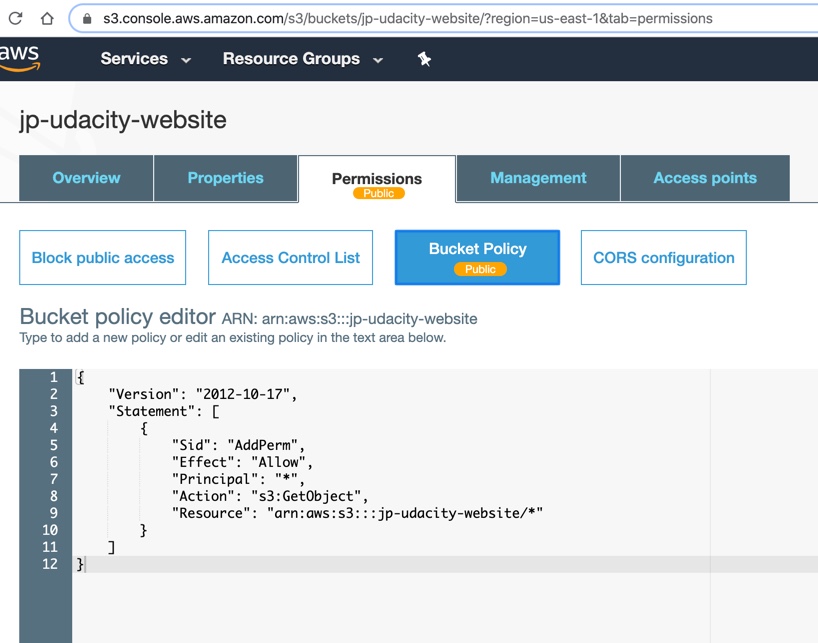 s3.console.aws.amazon.com/s3/buckets/jp-udacity-website/?region=us-east-1&tab=permissions
aws Services Resource Groups
jp-udacity-website
Overview Properties Permissions Management Access points
Public
Block public access Access Control List Bucket Policy CORS configuration
Public
Bucket policy editor ARN: arn:aws:s3:::jp-udacity-website
Type to add a new policy or edit an existing policy in the text area below.
1 {
2 "Version": "2012-10-17",
3 "Statement": [
4 {
5 "Sid": "AddPerm",
6 "Effect": "Allow",
7 "Principal": "*",
8 "Action": "s3:GetObject",
9 "Resource": "arn:aws:s3:::jp-udacity-website/*"
10 }
11 ]
12 }